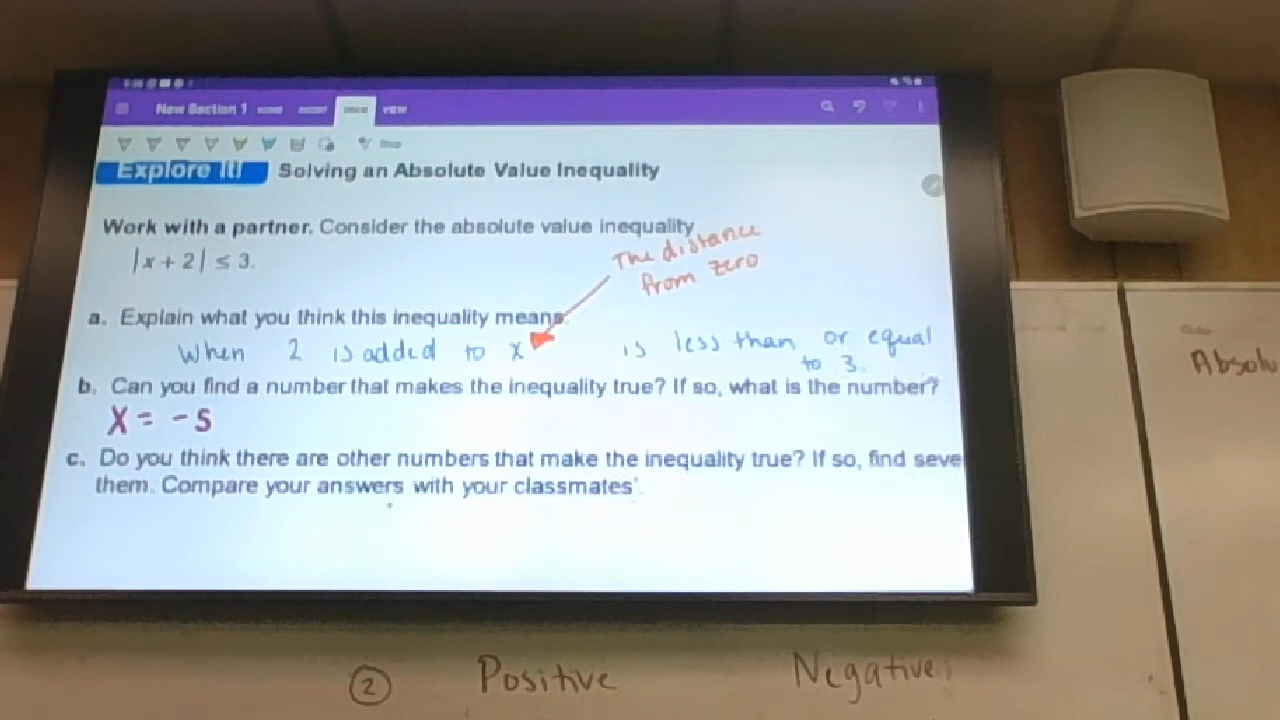 New Section 1
VIEW
Explore It! Solving an Absolute Value Inequality
Work with a partner. Consider the absolute value inequality
|x + 2| ≤ 3.
The distance
from zero
a. Explain what you think this inequality means.
When 2 is added to x is less than or equal
to 3.
b. Can you find a number that makes the inequality true? If so, what is the number?
X = -5
c. Do you think there are other numbers that make the inequality true? If so, find seve
them. Compare your answers with your classmates'.
Absolu
2 Positive Negative